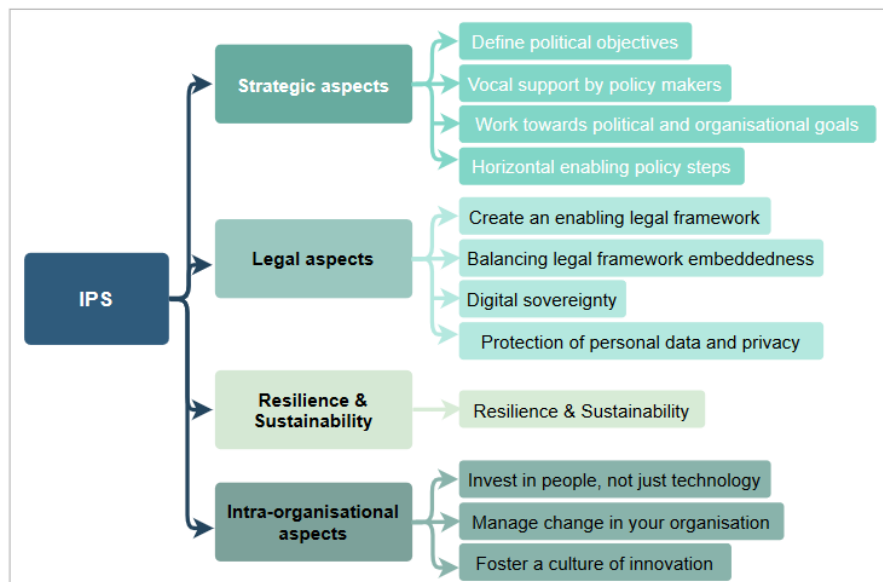 IPS
Strategic aspects
Define political objectives
Vocal support by policy makers
Work towards political and organisational goals
Horizontal enabling policy steps
Legal aspects
Create an enabling legal framework
Balancing legal framework embeddedness
Digital sovereignty
Protection of personal data and privacy
Resilience &
Sustainability
Resilience & Sustainability
Intra-organisational
aspects
Invest in people, not just technology
Manage change in your organisation
Foster a culture of innovation